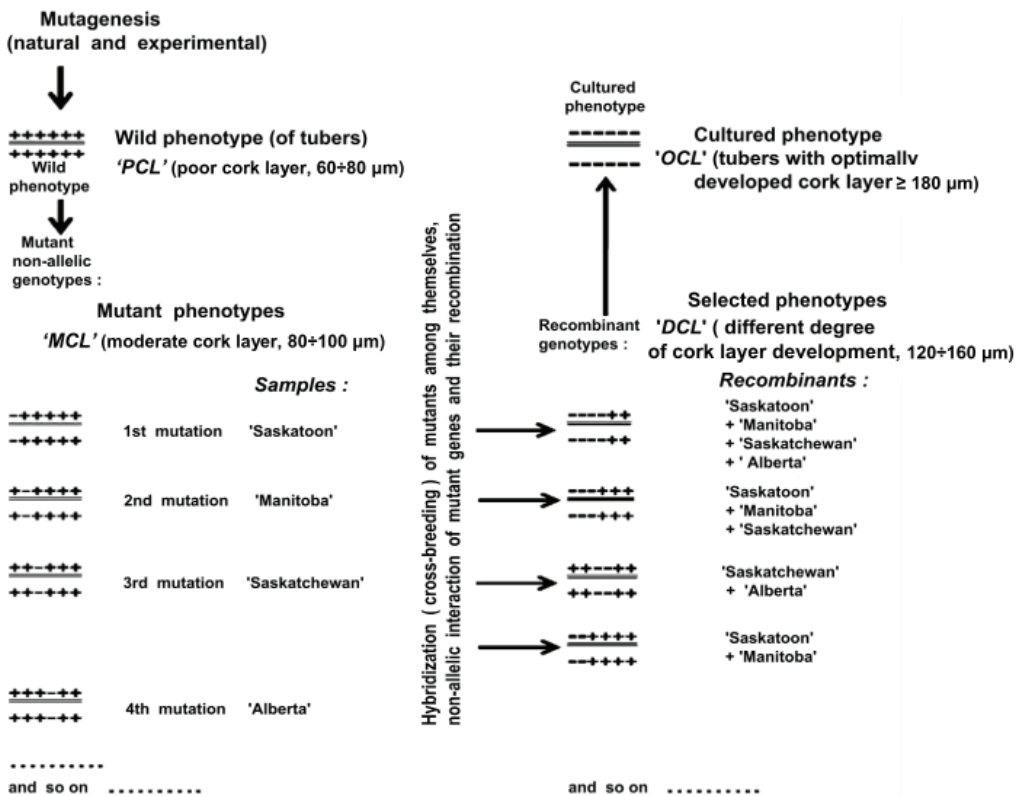 Mutagenesis
(natural and experimental)
++++++
++++++
Wild
phenotype
Wild phenotype (of tubers)
'PCL' (poor cork layer, 60÷80 µm)
Mutant
non-allelic
genotypes :
Mutant phenotypes
'MCL' (moderate cork layer, 80÷100 µm)
Samples :
-+++++
-+++++
1st mutation 'Saskatoon'
+-++++
+-++++
2nd mutation 'Manitoba'
++-+++
++-+++
3rd mutation 'Saskatchewan'
+++-++
+++-++
4th mutation 'Alberta'
..........
and so on ..........
Hybridization ( cross-breeding ) of mutants among themselves,
non-allelic interaction of mutant genes and their recombination
Cultured
phenotype
------
------
Cultured phenotype
'OCL' (tubers with optimallv
developed cork layer ≥ 180 µm)
Recombinant
genotypes :
Selected phenotypes
'DCL' ( different degree
of cork layer development, 120÷160 µm)
Recombinants :
----++
----++
'Saskatoon'
+ 'Manitoba'
+ 'Saskatchewan'
+ ' Alberta'
---+++
---+++
'Saskatoon'
+ 'Manitoba'
+ 'Saskatchewan'
++--++
++--++
'Saskatchewan'
+ 'Alberta'
--++++
--++++
'Saskatoon'
+ 'Manitoba'
and so on ..........